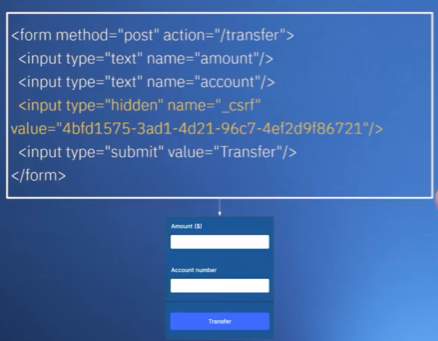 <form method="post" action="/transfer">
<input type="text" name="amount"/>
<input type="text" name="account"/>
<input type="hidden" name="_csrf"
value="4bfd1575-3ad1-4d21-96c7-4ef2d9f86721"/>
<input type="submit" value="Transfer"/>
</form>
Amount ($)
Account number
Transfer